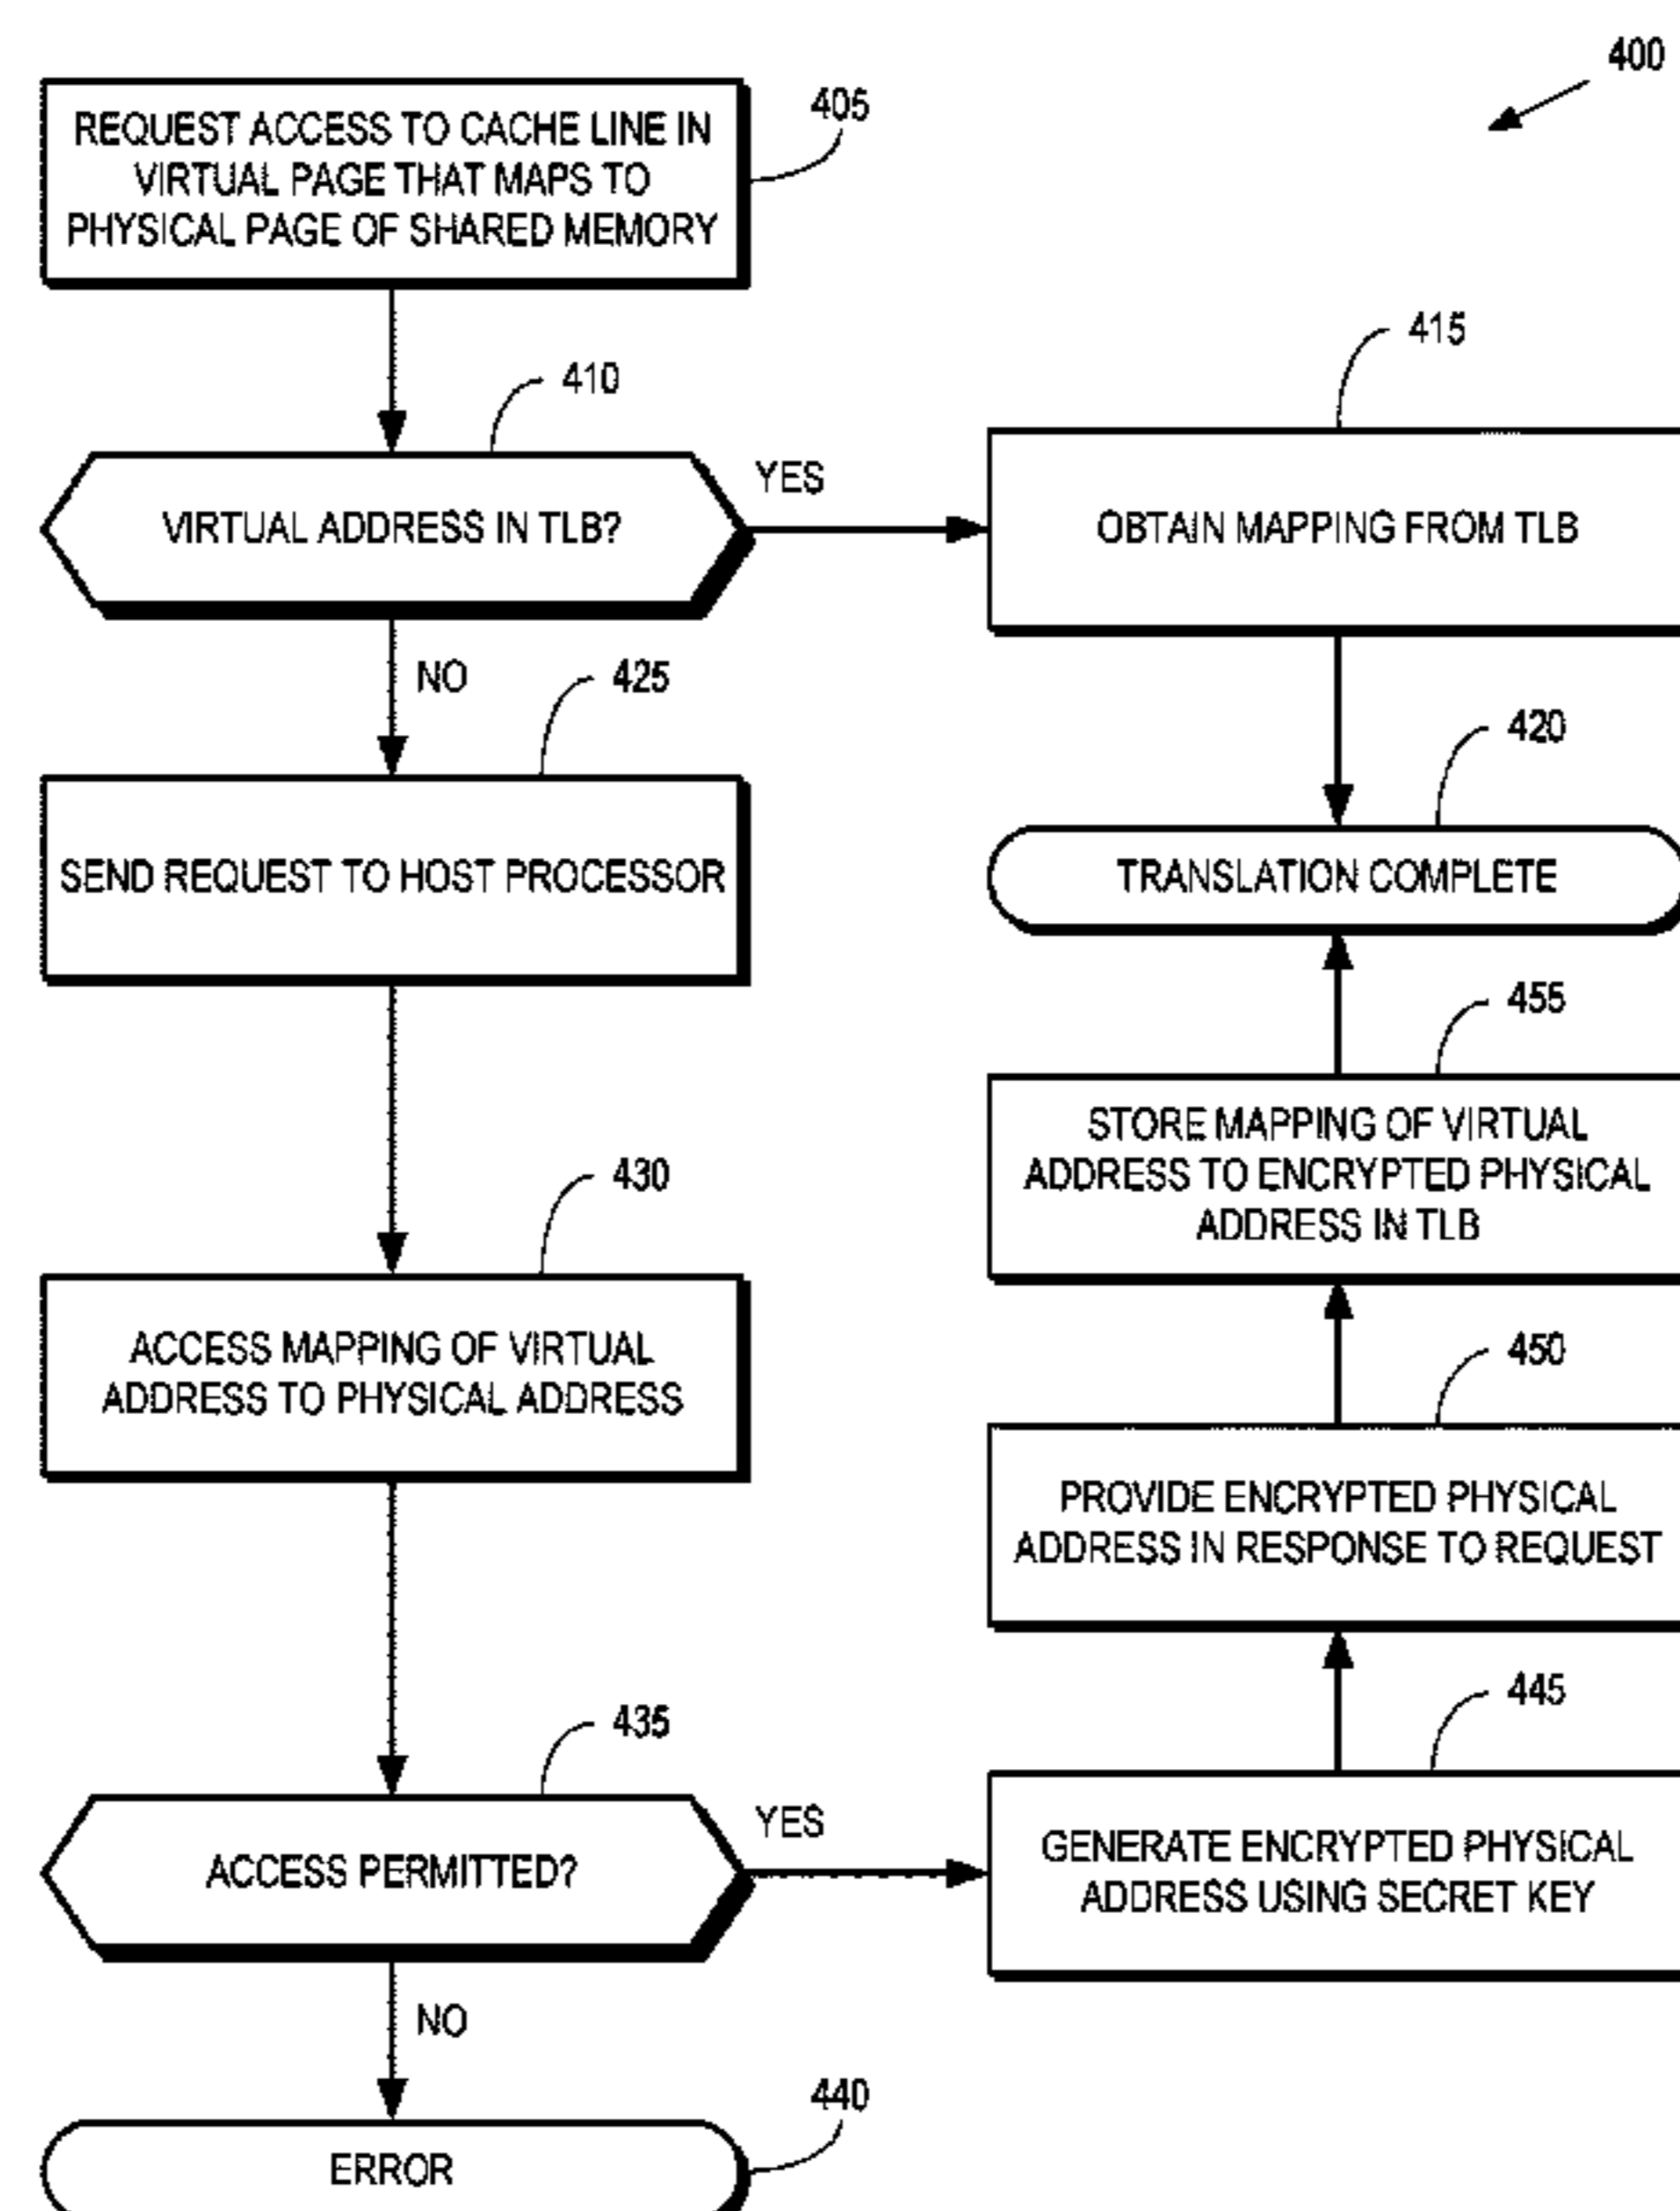 400
REQUEST ACCESS TO CACHE LINE IN
VIRTUAL PAGE THAT MAPS TO
PHYSICAL PAGE OF SHARED MEMORY
405
410
VIRTUAL ADDRESS IN TLB?
YES
415
OBTAIN MAPPING FROM TLB
420
TRANSLATION COMPLETE
NO
425
SEND REQUEST TO HOST PROCESSOR
430
ACCESS MAPPING OF VIRTUAL
ADDRESS TO PHYSICAL ADDRESS
435
ACCESS PERMITTED?
YES
445
GENERATE ENCRYPTED PHYSICAL
ADDRESS USING SECRET KEY
450
PROVIDE ENCRYPTED PHYSICAL
ADDRESS IN RESPONSE TO REQUEST
455
STORE MAPPING OF VIRTUAL
ADDRESS TO ENCRYPTED PHYSICAL
ADDRESS IN TLB
NO
440
ERROR